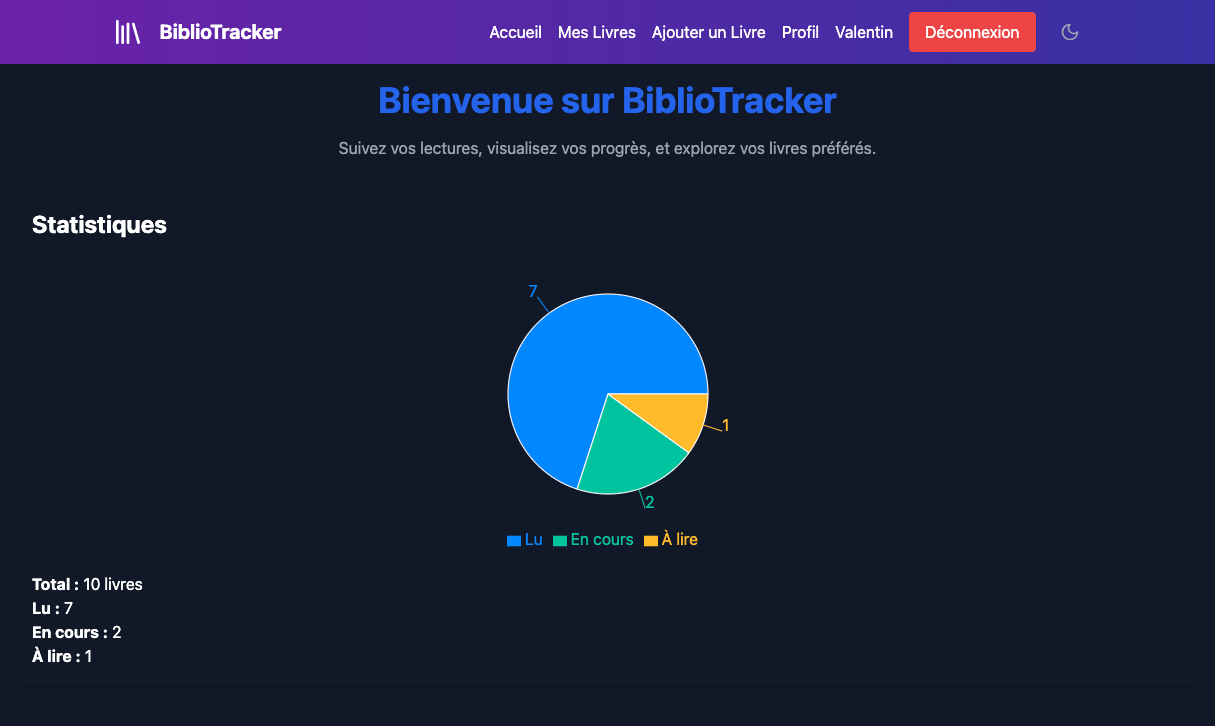 BiblioTracker Accueil Mes Livres Ajouter un Livre Profil Valentin Déconnexion
Bienvenue sur BiblioTracker
Suivez vos lectures, visualisez vos progrès, et explorez vos livres préférés.
Statistiques
7
1
2
Lu En cours À lire
Total : 10 livres
Lu : 7
En cours : 2
À lire : 1